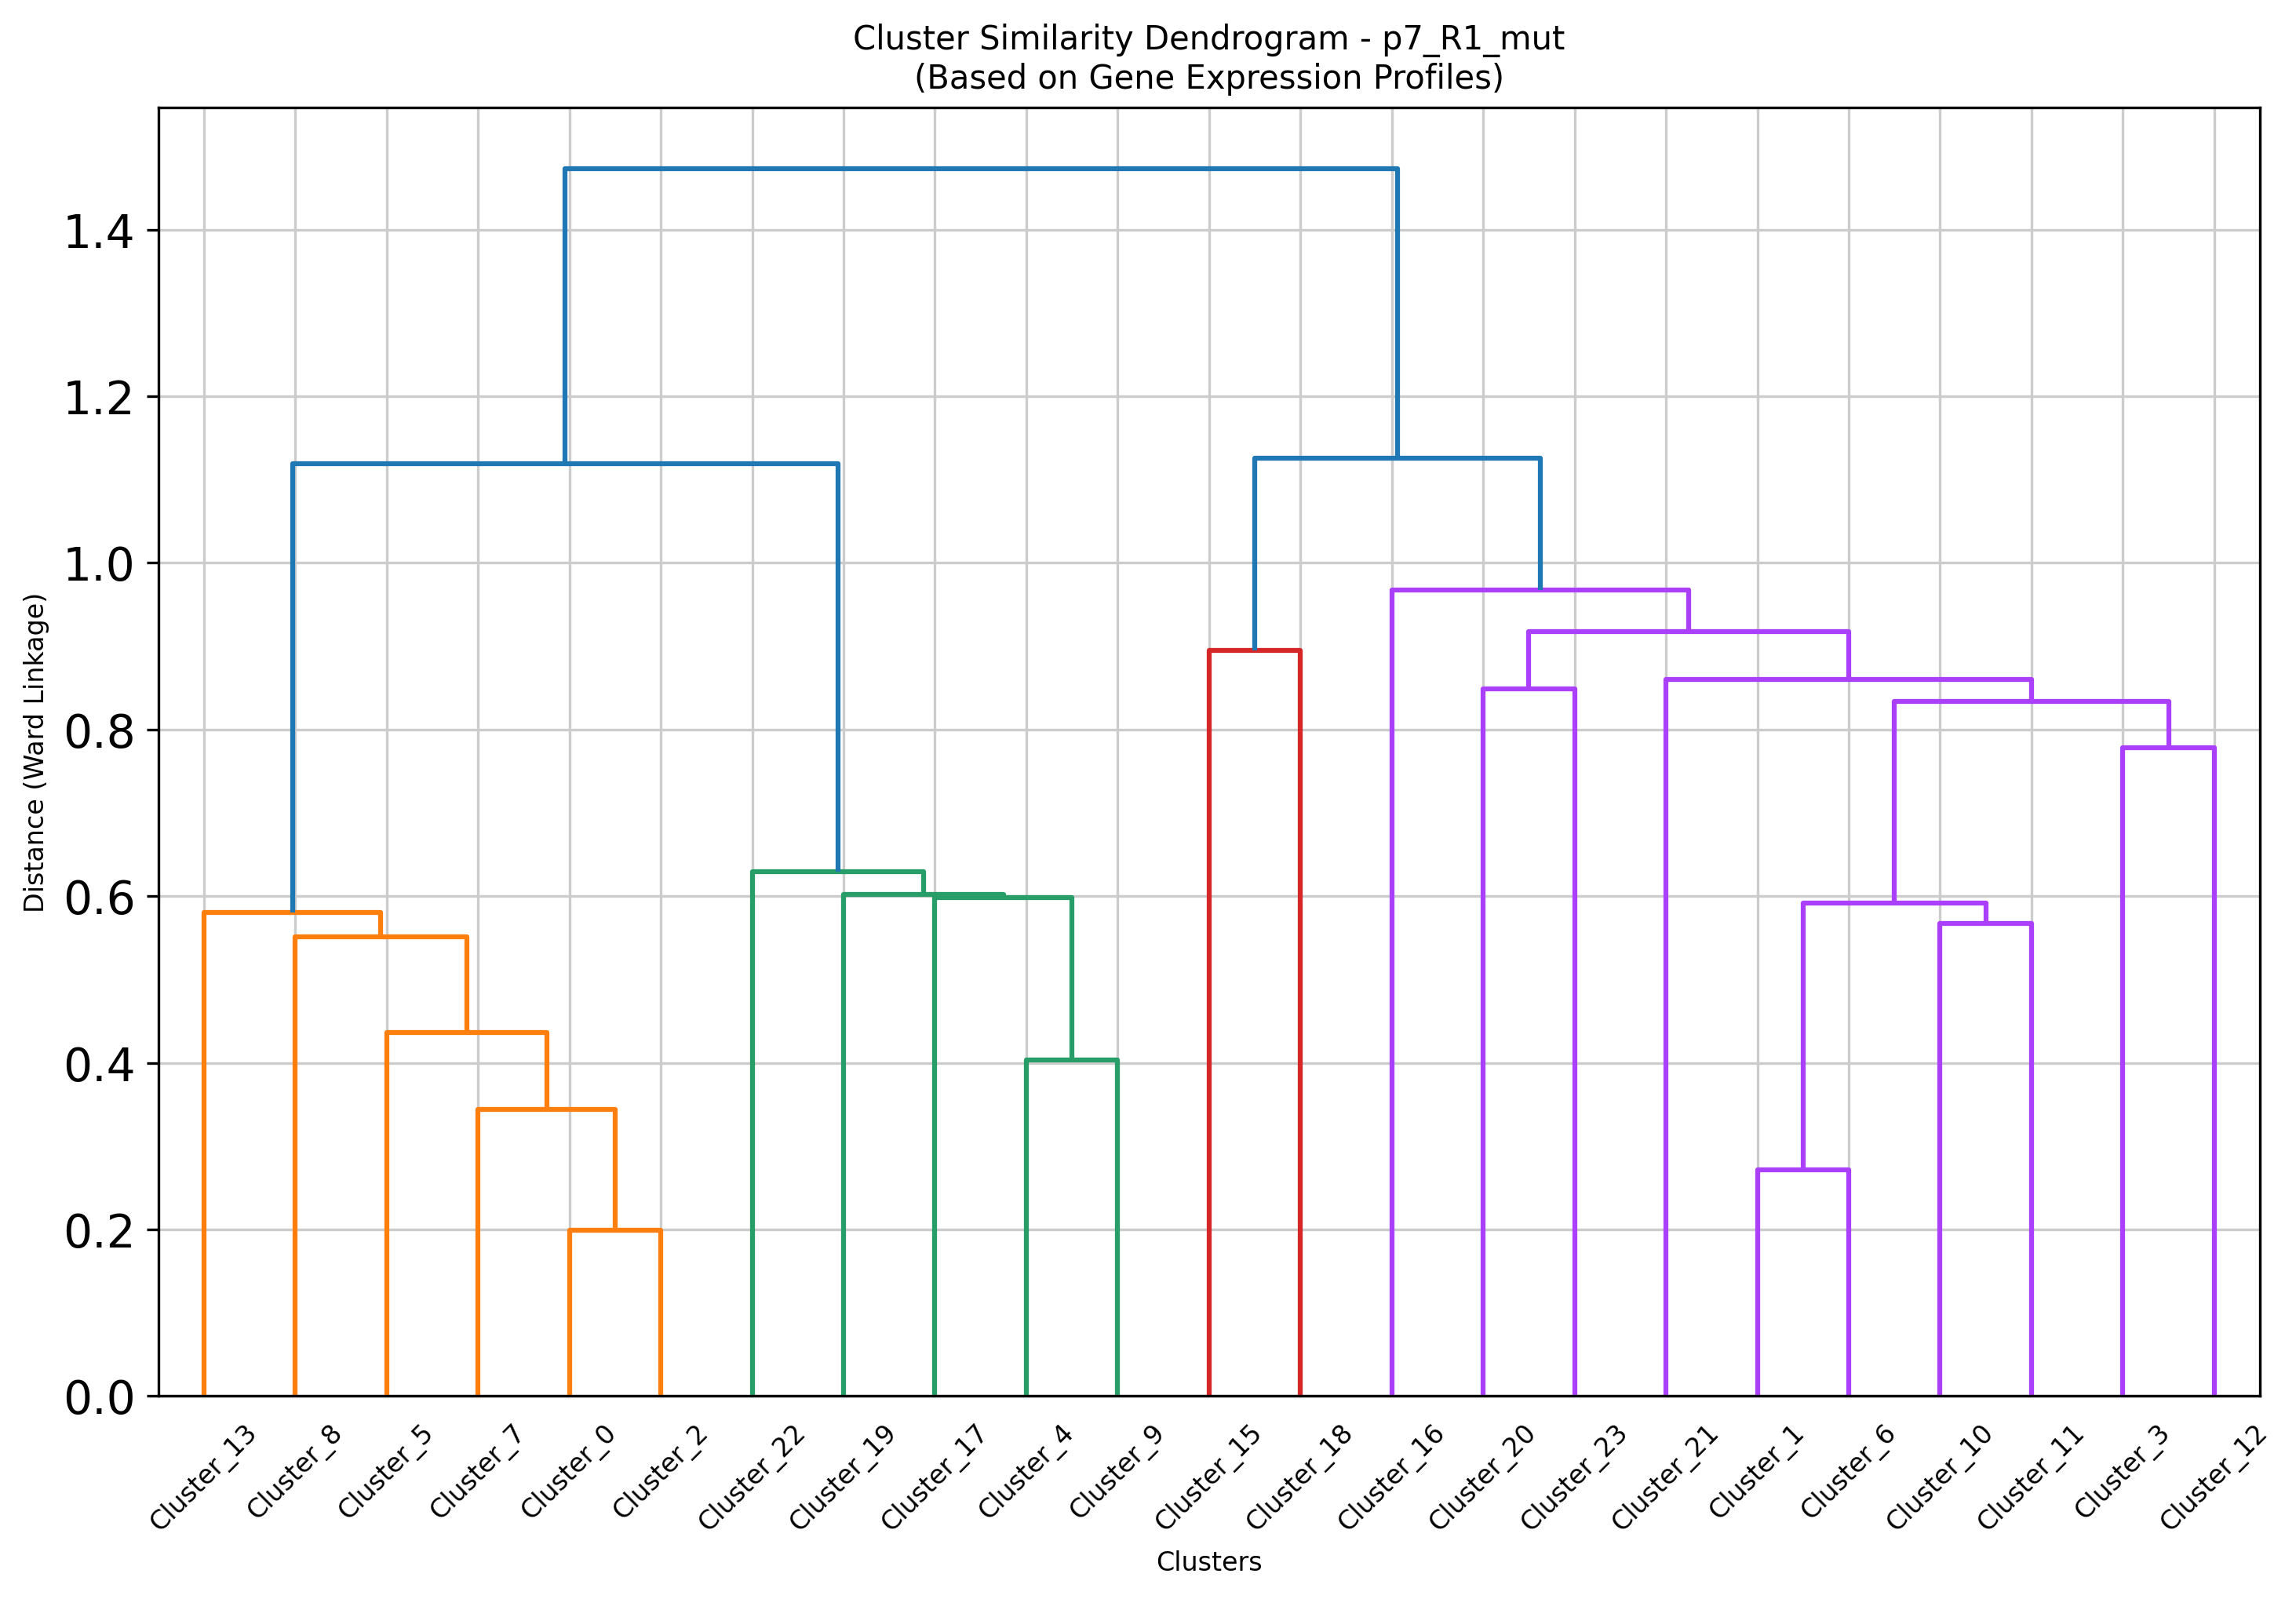 Cluster Similarity Dendrogram - p7_R1_mut
(Based on Gene Expression Profiles)
Distance (Ward Linkage)
1.4
1.2
1.0
0.8
0.6
0.4
0.2
0.0
Cluster_13
Cluster_8
Cluster_5
Cluster_7
Cluster_0
Cluster_2
Cluster_22
Cluster_19
Cluster_17
Cluster_4
Cluster_9
Cluster_15
Cluster_18
Cluster_16
Cluster_20
Cluster_23
Cluster_21
Cluster_1
Cluster_6
Cluster_10
Cluster_11
Cluster_3
Cluster_12
Clusters